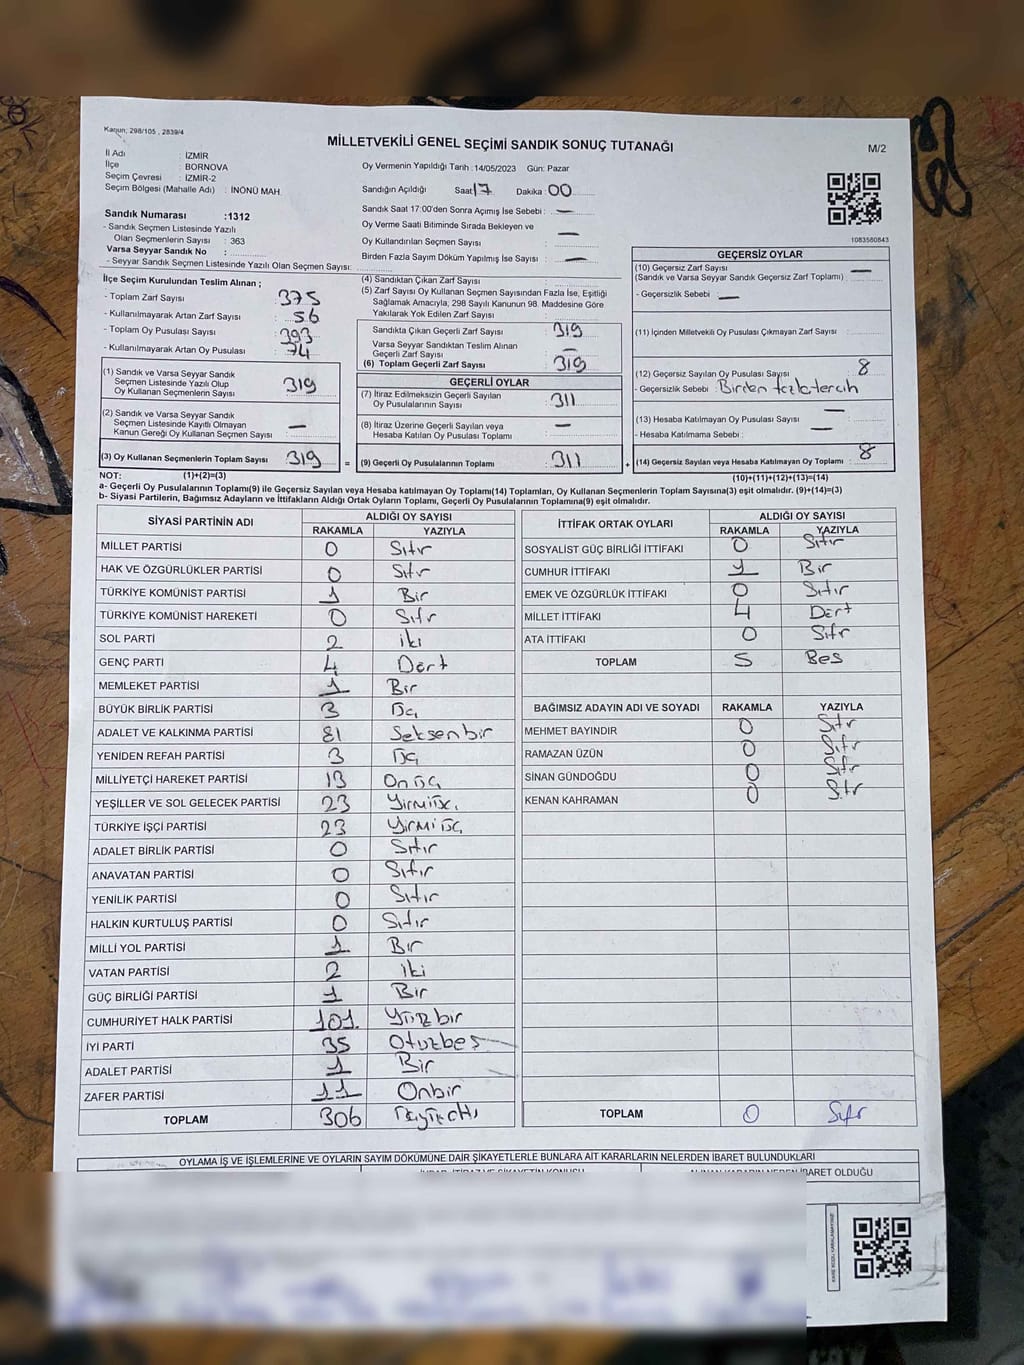 Kanun; 298/105 , 2839/4
MİLLETVEKİLİ GENEL SEÇİMİ SANDIK SONUÇ TUTANAĞI
M/2
İl Adı : İZMİR
İlçe : BORNOVA
Seçim Çevresi : İZMİR-2
Seçim Bölgesi (Mahalle Adı) : İNÖNÜ MAH.
Oy Vermenin Yapıldığı Tarih :14/05/2023 Gün: Pazar
Sandığın Açıldığı Saat 17 Dakika : 00
Sandık Saat 17:00'den Sonra Açımış İse Sebebi : —
Oy Verme Saati Bitiminde Sırada Bekleyen ve
Oy Kullandırılan Seçmen Sayısı : —
Birden Fazla Sayım Döküm Yapılmış İse Sayısı : —
1083580843
Sandık Numarası :1312
- Sandık Seçmen Listesinde Yazılı
Olan Seçmenlerin Sayısı : 363
Varsa Seyyar Sandık No :
- Seyyar Sandık Seçmen Listesinde Yazılı Olan Seçmen Sayısı:
İlçe Seçim Kurulundan Teslim Alınan ;
- Toplam Zarf Sayısı : 375
- Kullanılmayarak Artan Zarf Sayısı : 56
- Toplam Oy Pusulası Sayısı : 393
- Kullanılmayarak Artan Oy Pusulası : 74
(1) Sandık ve Varsa Seyyar Sandık
Seçmen Listesinde Yazılı Olup
Oy Kullanan Seçmenlerin Sayısı : 319
(2) Sandık ve Varsa Seyyar Sandık
Seçmen Listesinde Kayıtlı Olmayan
Kanun Gereği Oy Kullanan Seçmen Sayısı : —
(3) Oy Kullanan Seçmenlerin Toplam Sayısı : 319 =
(4) Sandıktan Çıkan Zarf Sayısı :
(5) Zarf Sayısı Oy Kullanan Seçmen Sayısından Fazla İse, Eşitliği
Sağlamak Amacıyla, 298 Sayılı Kanunun 98. Maddesine Göre
Yakılarak Yok Edilen Zarf Sayısı :
Sandıkta Çıkan Geçerli Zarf Sayısı : 319
Varsa Seyyar Sandıktan Teslim Alınan
Geçerli Zarf Sayısı : —
(6) Toplam Geçerli Zarf Sayısı : 319
GEÇERLİ OYLAR
(7) İtiraz Edilmeksizin Geçerli Sayılan
Oy Pusulalarının Sayısı : 311
(8) İtiraz Üzerine Geçerli Sayılan veya
Hesaba Katılan Oy Pusulası Toplamı : —
(9) Geçerli Oy Pusulalarının Toplamı : 311 +
GEÇERSİZ OYLAR
(10) Geçersiz Zarf Sayısı
(Sandık ve Varsa Seyyar Sandık Geçersiz Zarf Toplamı) : —
- Geçersizlik Sebebi : —
(11) İçinden Milletvekili Oy Pusulası Çıkmayan Zarf Sayısı :
(12) Geçersiz Sayılan Oy Pusulası Sayısı : 8
- Geçersizlik Sebebi : Birden fazla tercih
(13) Hesaba Katılmayan Oy Pusulası Sayısı : —
- Hesaba Katılmama Sebebi : —
(14) Geçersiz Sayılan veya Hesaba Katılmayan Oy Toplamı : 8
NOT: (1)+(2)=(3)
(10)+(11)+(12)+(13)=(14)
a- Geçerli Oy Pusulalarının Toplamı(9) ile Geçersiz Sayılan veya Hesaba katılmayan Oy Toplamı(14) Toplamları, Oy Kullanan Seçmenlerin Toplam Sayısına(3) eşit olmalıdır. (9)+(14)=(3)
b- Siyasi Partilerin, Bağımsız Adayların ve İttifakların Aldığı Ortak Oyların Toplamı, Geçerli Oy Pusulalarının Toplamına(9) eşit olmalıdır.
SİYASİ PARTİNİN ADI ALDIĞI OY SAYISI
RAKAMLA YAZIYLA
MİLLET PARTİSİ 0 Sıfır
HAK VE ÖZGÜRLÜKLER PARTİSİ 0 Sıfır
TÜRKİYE KOMÜNİST PARTİSİ 1 Bir
TÜRKİYE KOMÜNİST HAREKETİ 0 Sıfır
SOL PARTİ 2 iki
GENÇ PARTİ 4 Dört
MEMLEKET PARTİSİ 1 Bir
BÜYÜK BİRLİK PARTİSİ 3 Üç
ADALET VE KALKINMA PARTİSİ 81 Seksenbir
YENİDEN REFAH PARTİSİ 3 Üç
MİLLİYETÇİ HAREKET PARTİSİ 13 Onüç
YEŞİLLER VE SOL GELECEK PARTİSİ 23 Yirmiüç
TÜRKİYE İŞÇİ PARTİSİ 23 Yirmiüç
ADALET BİRLİK PARTİSİ 0 Sıfır
ANAVATAN PARTİSİ 0 Sıfır
YENİLİK PARTİSİ 0 Sıfır
HALKIN KURTULUŞ PARTİSİ 0 Sıfır
MİLLİ YOL PARTİSİ 1 Bir
VATAN PARTİSİ 2 iki
GÜÇ BİRLİĞİ PARTİSİ 1 Bir
CUMHURİYET HALK PARTİSİ 101 Yüzbir
İYİ PARTİ 35 Otuzbeş
ADALET PARTİSİ 1 Bir
ZAFER PARTİSİ 11 Onbir
TOPLAM 306 Üçyüzaltı
İTTİFAK ORTAK OYLARI ALDIĞI OY SAYISI
RAKAMLA YAZIYLA
SOSYALİST GÜÇ BİRLİĞİ İTTİFAKI 0 Sıfır
CUMHUR İTTİFAKI 1 Bir
EMEK VE ÖZGÜRLÜK İTTİFAKI 0 Sıfır
MİLLET İTTİFAKI 4 Dört
ATA İTTİFAKI 0 Sıfır
TOPLAM 5 Beş
BAĞIMSIZ ADAYIN ADI VE SOYADI RAKAMLA YAZIYLA
MEHMET BAYINDIR 0 Sıfır
RAMAZAN ÜZÜN 0 Sıfır
SİNAN GÜNDOĞDU 0 Sıfır
KENAN KAHRAMAN 0 Sıfır
TOPLAM 0 Sıfır
OYLAMA İŞ VE İŞLEMLERİNE VE OYLARIN SAYIM DÖKÜMÜNE DAİR ŞİKAYETLERLE BUNLARA AİT KARARLARIN NELERDEN İBARET BULUNDUKLARI
İHBAR, İTİRAZ VE ŞİKAYETİN KONUSU
ALINAN KARARIN NEDEN İBARET OLDUĞU